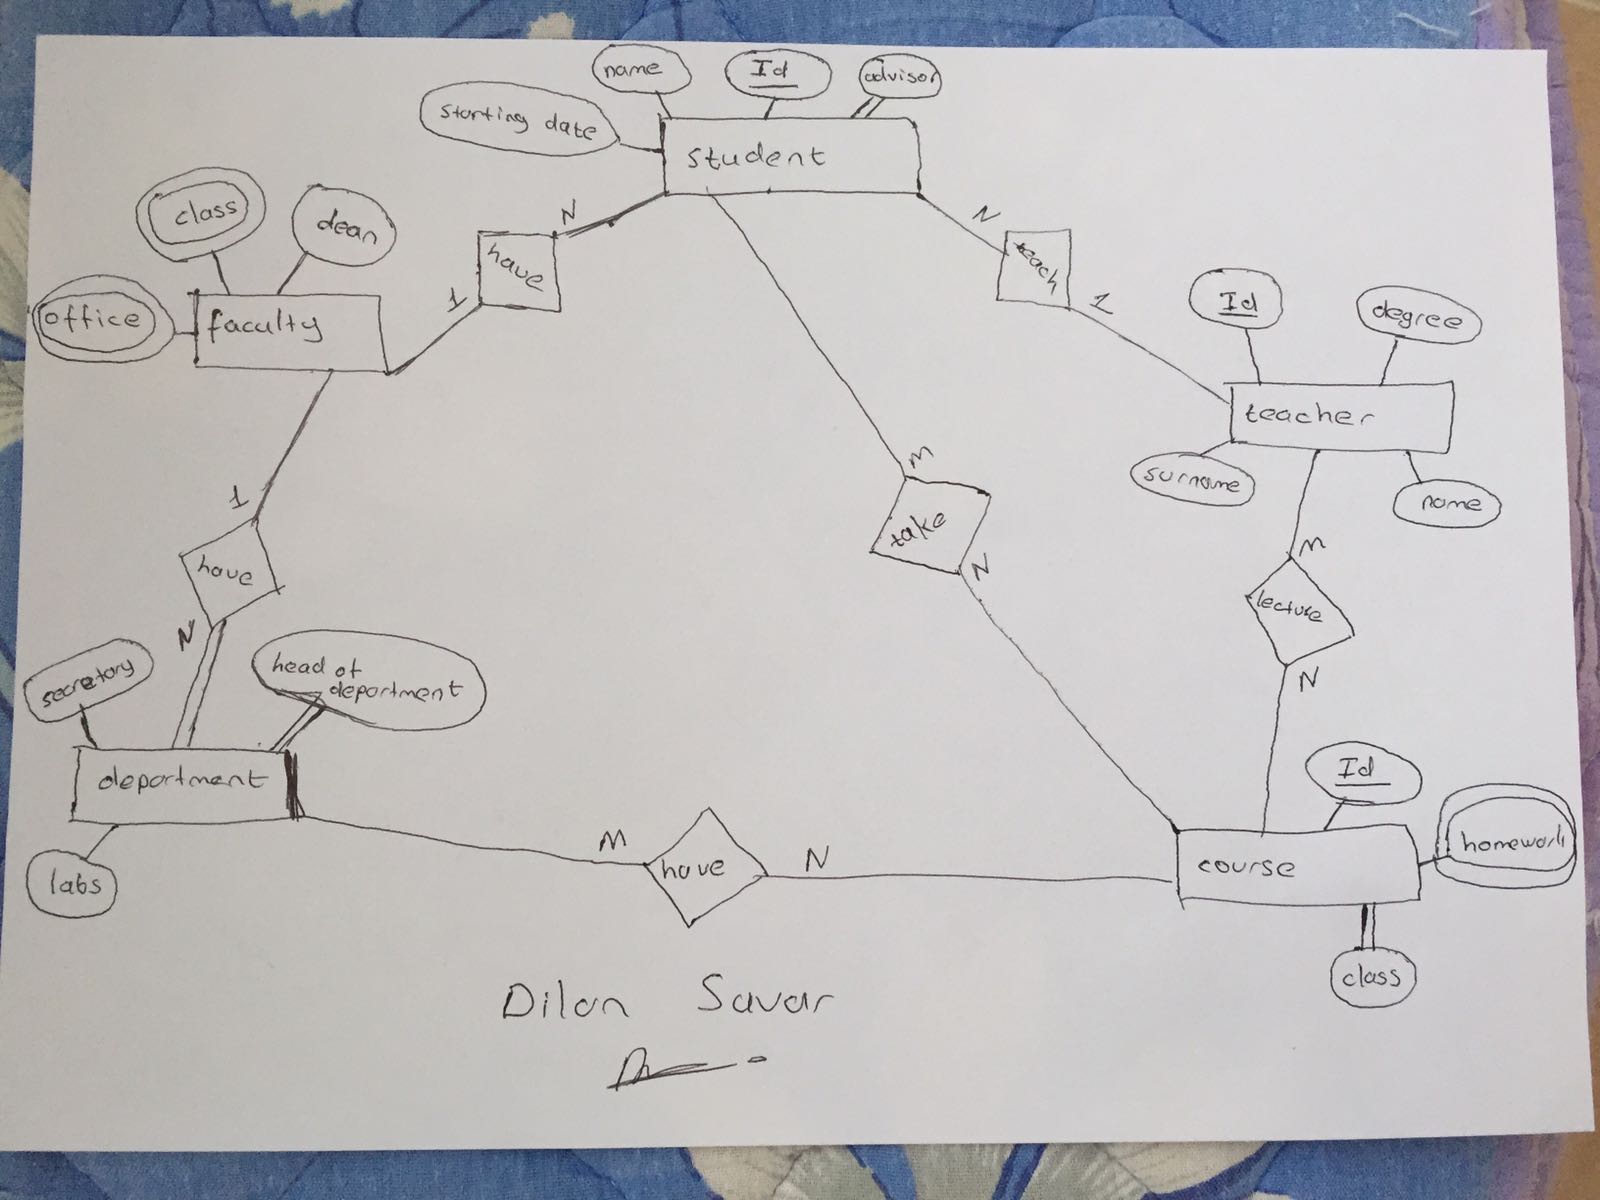 name
Id
advisor
starting date
student
class
dean
N
have
1
N
teach
1
office
faculty
Id
degree
teacher
surname
name
M
take
N
1
have
N
M
lecture
N
secretary
head of
department
department
labs
M
have
N
Id
homework
course
class
Dilan Savar